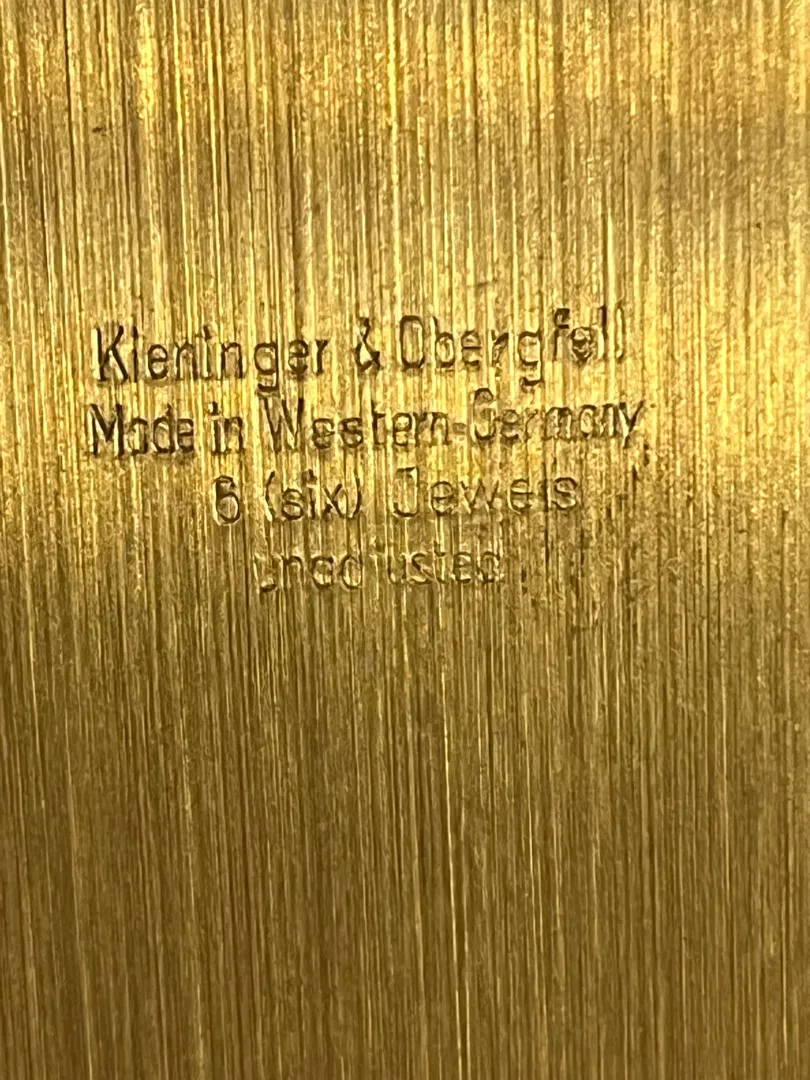 Kieninger & Obergfell
Made in Western-Germany
6 (six) Jewels
unadjusted